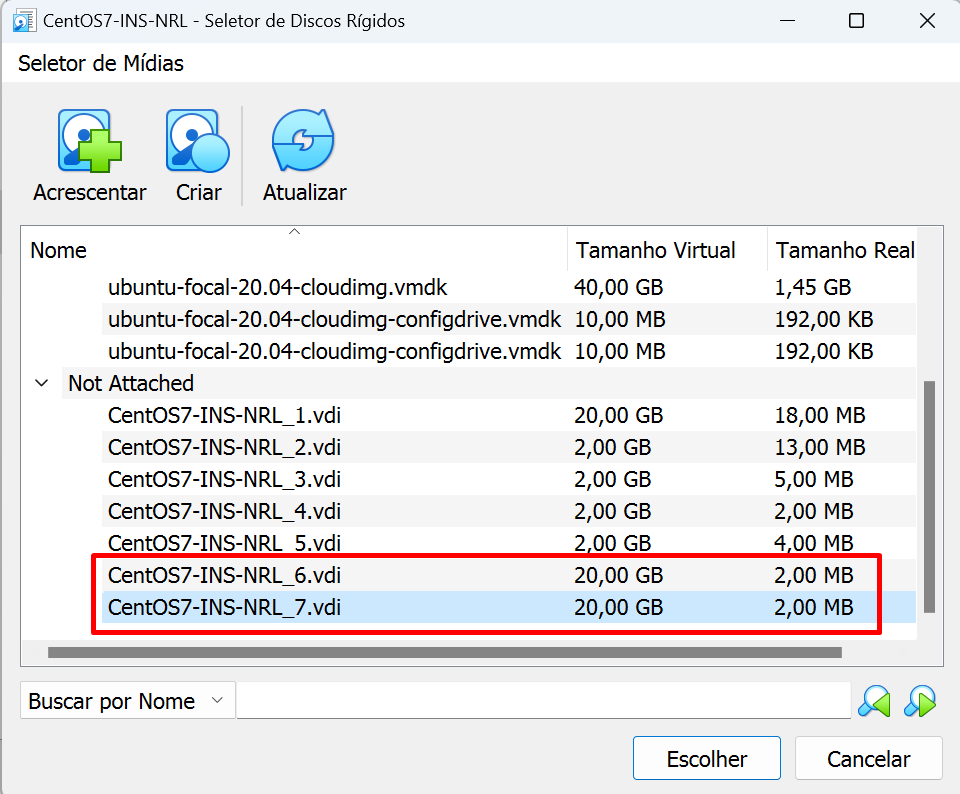 CentOS7-INS-NRL - Seletor de Discos Rígidos
Seletor de Mídias
Acrescentar Criar Atualizar
Nome Tamanho Virtual Tamanho Real
ubuntu-focal-20.04-cloudimg.vmdk 40,00 GB 1,45 GB
ubuntu-focal-20.04-cloudimg-configdrive.vmdk 10,00 MB 192,00 KB
ubuntu-focal-20.04-cloudimg-configdrive.vmdk 10,00 MB 192,00 KB
Not Attached
CentOS7-INS-NRL_1.vdi 20,00 GB 18,00 MB
CentOS7-INS-NRL_2.vdi 2,00 GB 13,00 MB
CentOS7-INS-NRL_3.vdi 2,00 GB 5,00 MB
CentOS7-INS-NRL_4.vdi 2,00 GB 2,00 MB
CentOS7-INS-NRL_5.vdi 2,00 GB 4,00 MB
CentOS7-INS-NRL_6.vdi 20,00 GB 2,00 MB
CentOS7-INS-NRL_7.vdi 20,00 GB 2,00 MB
Buscar por Nome
Escolher Cancelar